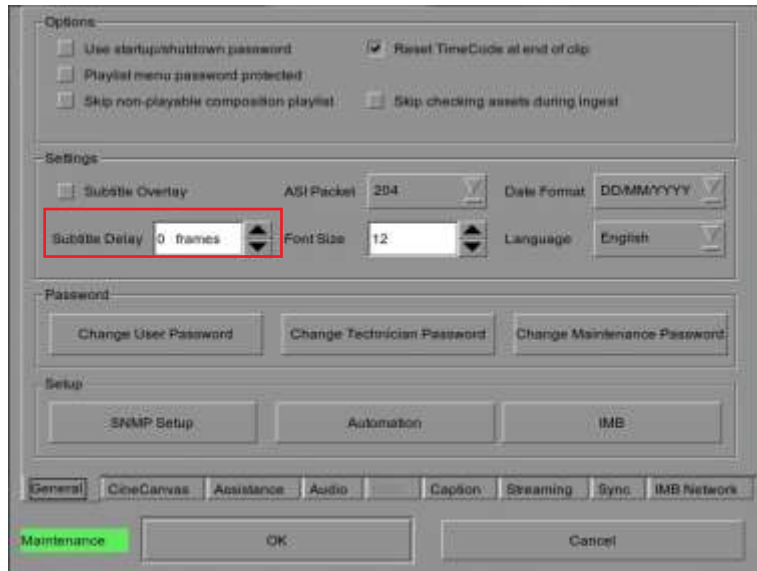 Options
Use startup/shutdown password
Reset TimeCode at end of clip
Playlist menu password protected
Skip non-playable composition playlist
Skip checking assets during ingest
Settings
Subtitle Overlay
ASI Packet 204
Date Format DD/MM/YYYY
Subtitle Delay 0 frames
Font Size 12
Language English
Password
Change User Password
Change Technician Password
Change Maintenance Password
Setup
SNMP Setup
Automation
IMB
General CineCanvas Assistance Audio Caption Streaming Sync IMB Network
Maintenance
OK
Cancel